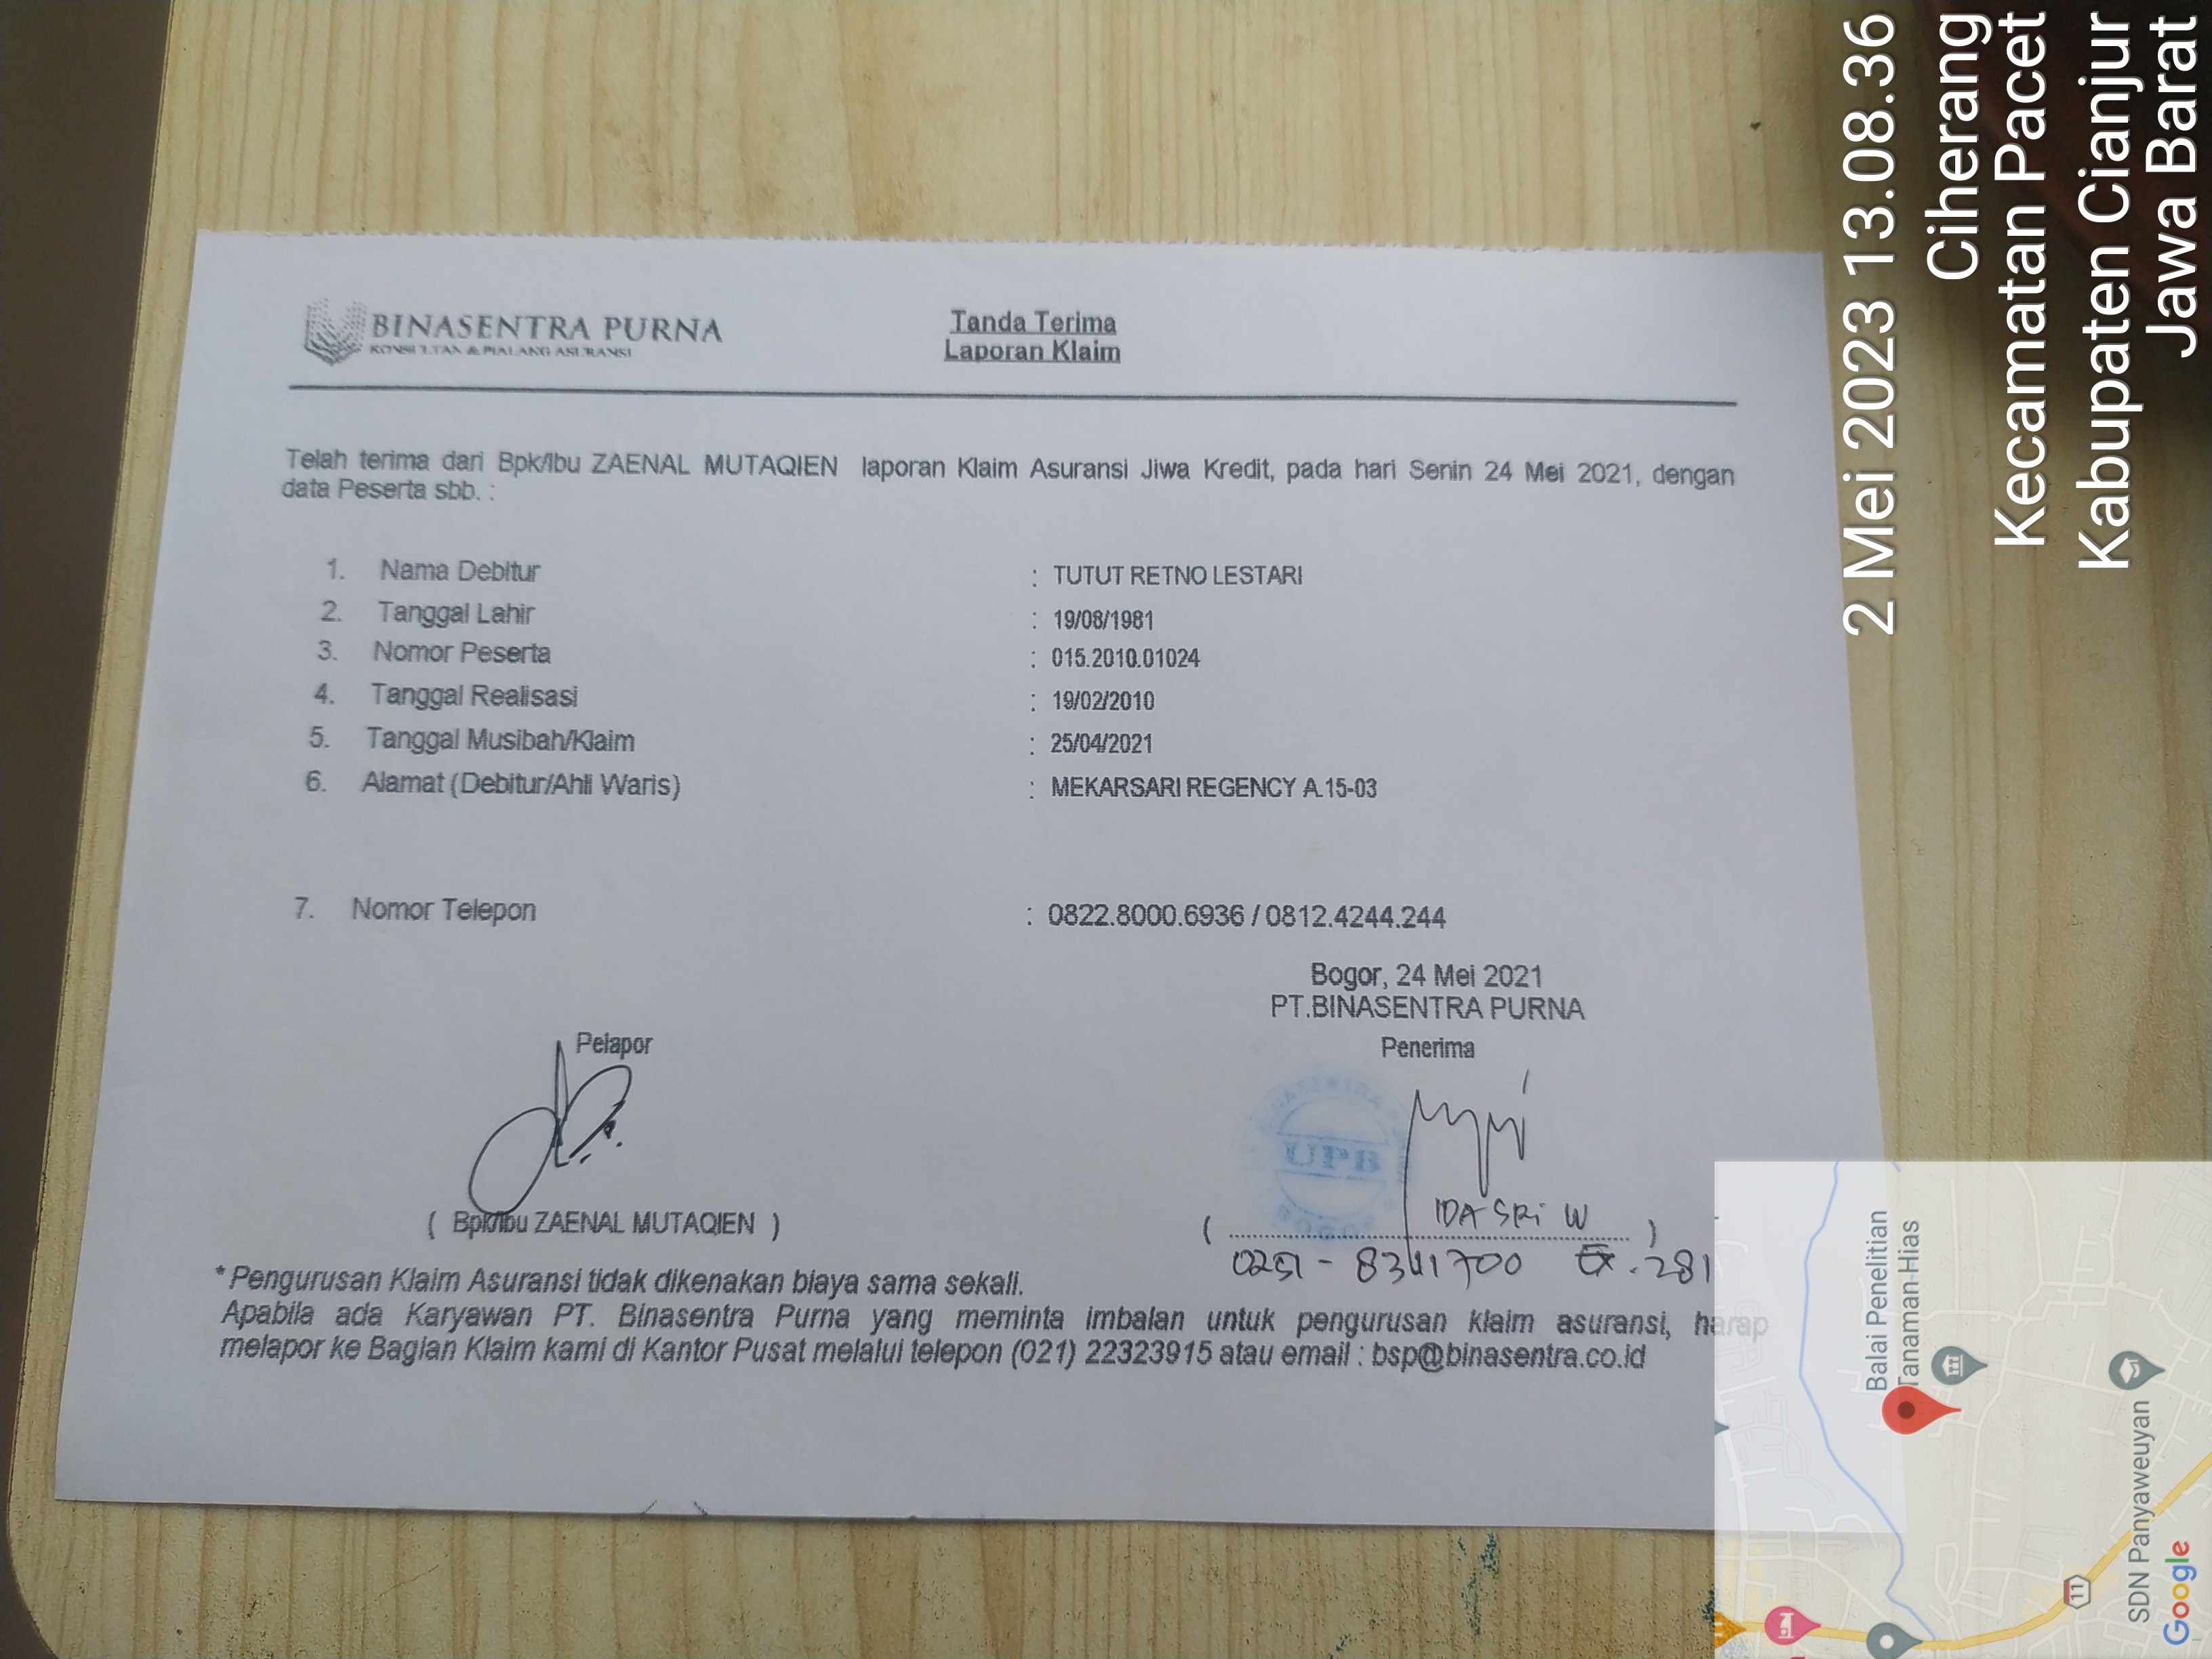 BINASENTRA PURNA
KONSULTAN & PIALANG ASURANSI
Tanda Terima
Laporan Klaim
Telah terima dari Bpk/Ibu ZAENAL MUTAQIEN laporan Klaim Asuransi Jiwa Kredit, pada hari Senin 24 Mei 2021, dengan
data Peserta sbb. :
1. Nama Debitur : TUTUT RETNO LESTARI
2. Tanggal Lahir : 19/08/1981
3. Nomor Peserta : 015.2010.01024
4. Tanggal Realisasi : 19/02/2010
5. Tanggal Musibah/Klaim : 25/04/2021
6. Alamat (Debitur/Ahli Waris) : MEKARSARI REGENCY A.15-03
7. Nomor Telepon : 0822.8000.6936 / 0812.4244.244
Bogor, 24 Mei 2021
PT.BINASENTRA PURNA
Pelapor
Penerima
UPB
BOGOR
IDA SRI W
( Bpk/Ibu ZAENAL MUTAQIEN )
0251 - 8341700 EX. 281
* Pengurusan Klaim Asuransi tidak dikenakan biaya sama sekali.
Apabila ada Karyawan PT. Binasentra Purna yang meminta imbalan untuk pengurusan klaim asuransi, harap
melapor ke Bagian Klaim kami di Kantor Pusat melalui telepon (021) 22323915 atau email : bsp@binasentra.co.id
2 Mei 2023 13.08.36
Ciherang
Kecamatan Pacet
Kabupaten Cianjur
Jawa Barat
Balai Penelitian
Tanaman Hias
SDN Panyaweuyan
11
Google